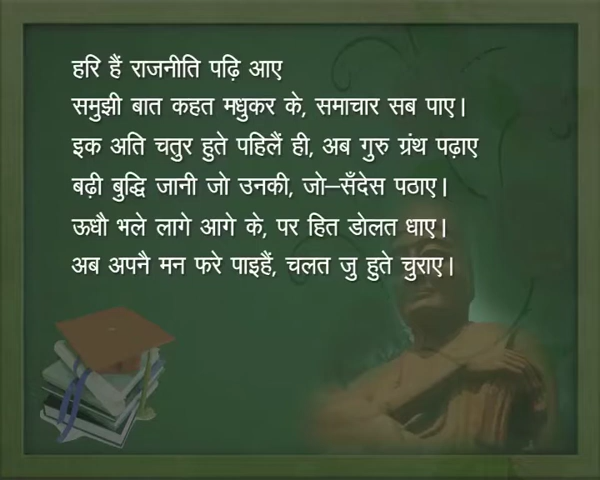 हरि हैं राजनीति पढ़ि आए
समुझी बात कहत मधुकर के, समाचार सब पाए।
इक अति चतुर हुते पहिलैं ही, अब गुरु ग्रंथ पढ़ाए
बढ़ी बुद्धि जानी जो उनकी, जो–सँदेस पठाए।
ऊधौ भले लागे आगे के, पर हित डोलत धाए।
अब अपनै मन फरे पाइहैं, चलत जु हुते चुराए।